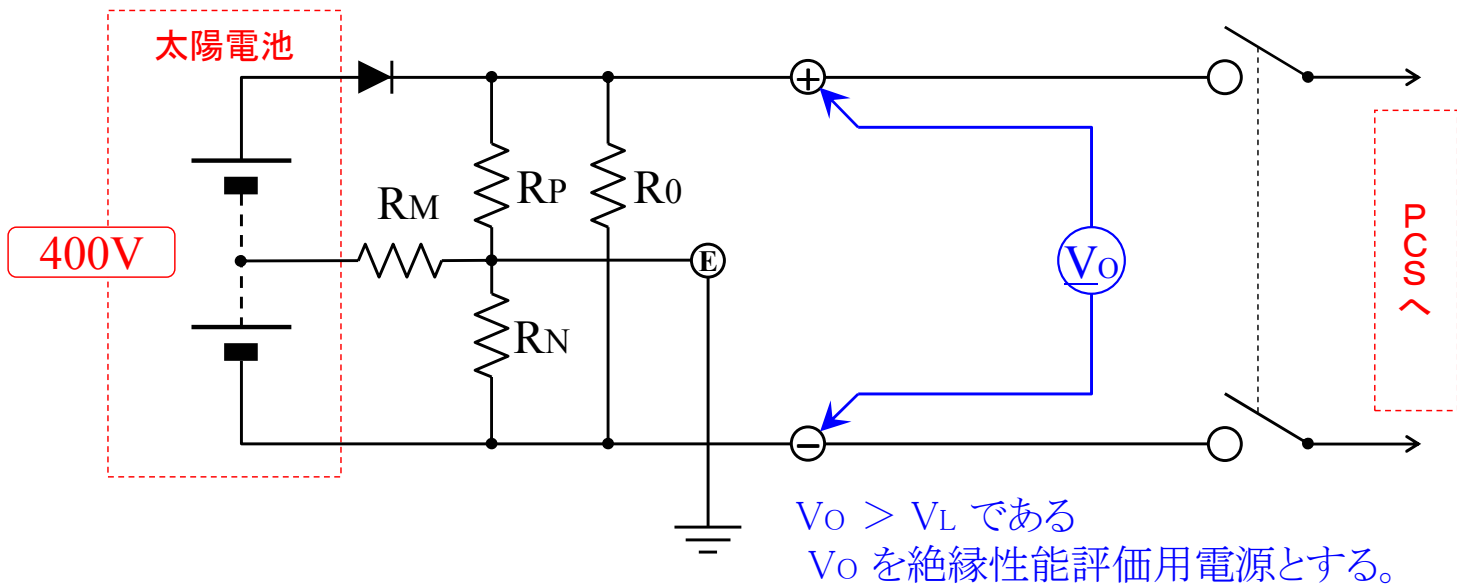 太陽電池
400V
RM
RP
R0
RN
+
E
−
VO
PCSへ
VO > VL である
VO を絶縁性能評価用電源とする。